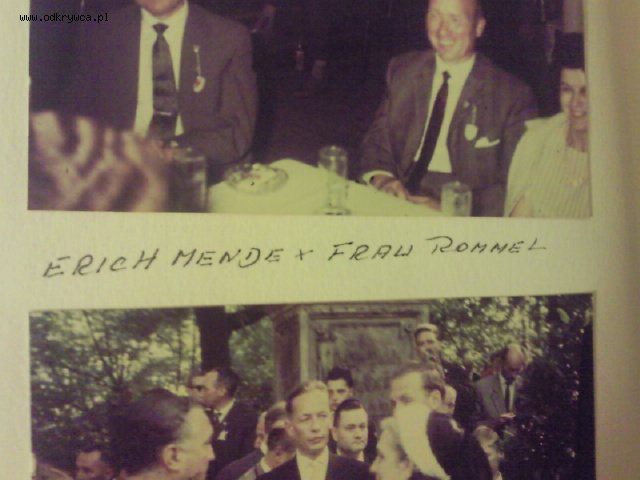 www.odkrywca.pl
ERICH MENDE + FRAU ROMMEL